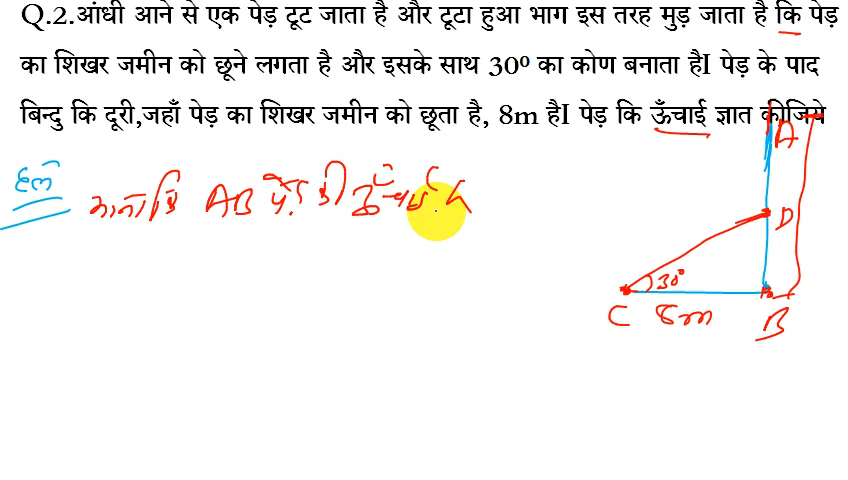 Q.2.आंधी आने से एक पेड़ टूट जाता है और टूटा हुआ भाग इस तरह मुड़ जाता है कि पेड़
का शिखर जमीन को छूने लगता है और इसके साथ 30⁰ का कोण बनाता हैI पेड़ के पाद
बिन्दु कि दूरी,जहाँ पेड़ का शिखर जमीन को छूता है, 8m हैI पेड़ कि ऊँचाई ज्ञात कीजिये
A
हल
माना कि AB पेड़ की ऊँचाई
D
30°
C 8m B